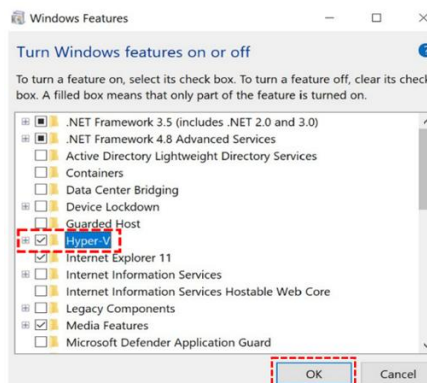 Windows Features
Turn Windows features on or off
To turn a feature on, select its check box. To turn a feature off, clear its check
box. A filled box means that only part of the feature is turned on.
.NET Framework 3.5 (includes .NET 2.0 and 3.0)
.NET Framework 4.8 Advanced Services
Active Directory Lightweight Directory Services
Containers
Data Center Bridging
Device Lockdown
Guarded Host
Hyper-V
Internet Explorer 11
Internet Information Services
Internet Information Services Hostable Web Core
Legacy Components
Media Features
Microsoft Defender Application Guard
OK Cancel